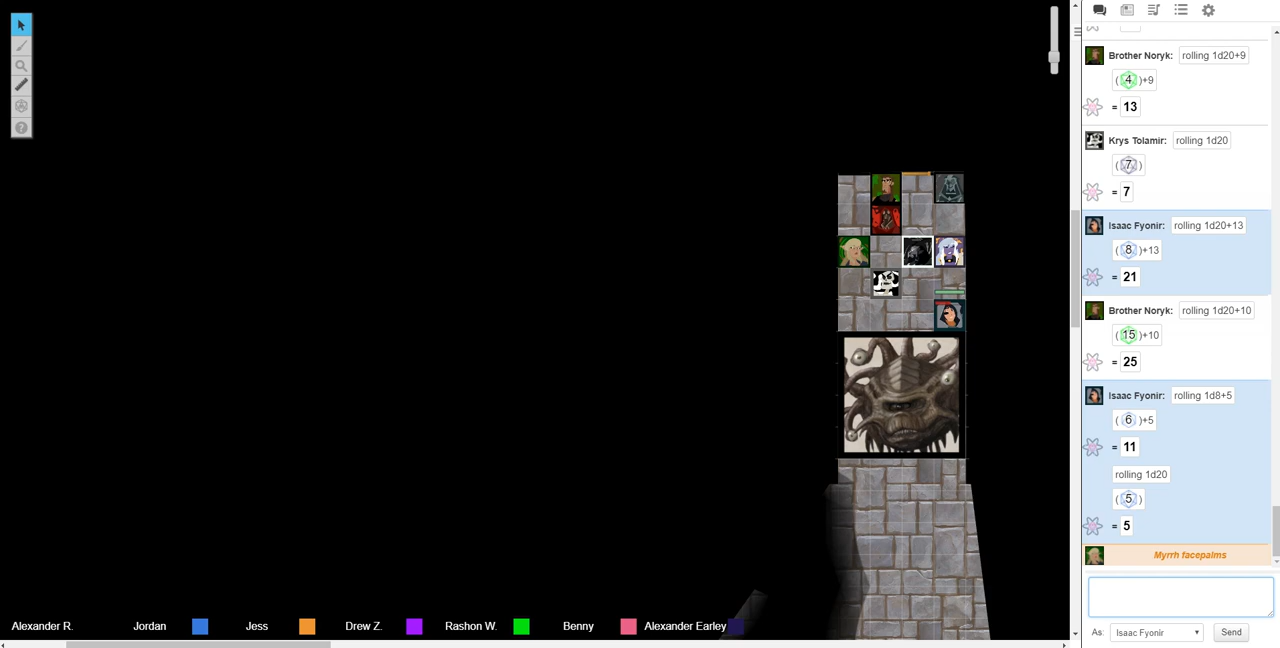 Brother Noryk: rolling 1d20+9
(4)+9
= 13
Krys Tolamir: rolling 1d20
(7)
= 7
Isaac Fyonir: rolling 1d20+13
(8)+13
= 21
Brother Noryk: rolling 1d20+10
(15)+10
= 25
Isaac Fyonir: rolling 1d8+5
(6)+5
= 11
rolling 1d20
(5)
= 5
Myrrh facepalms
As: Isaac Fyonir Send
Alexander R. Jordan Jess Drew Z. Rashon W. Benny Alexander Earley